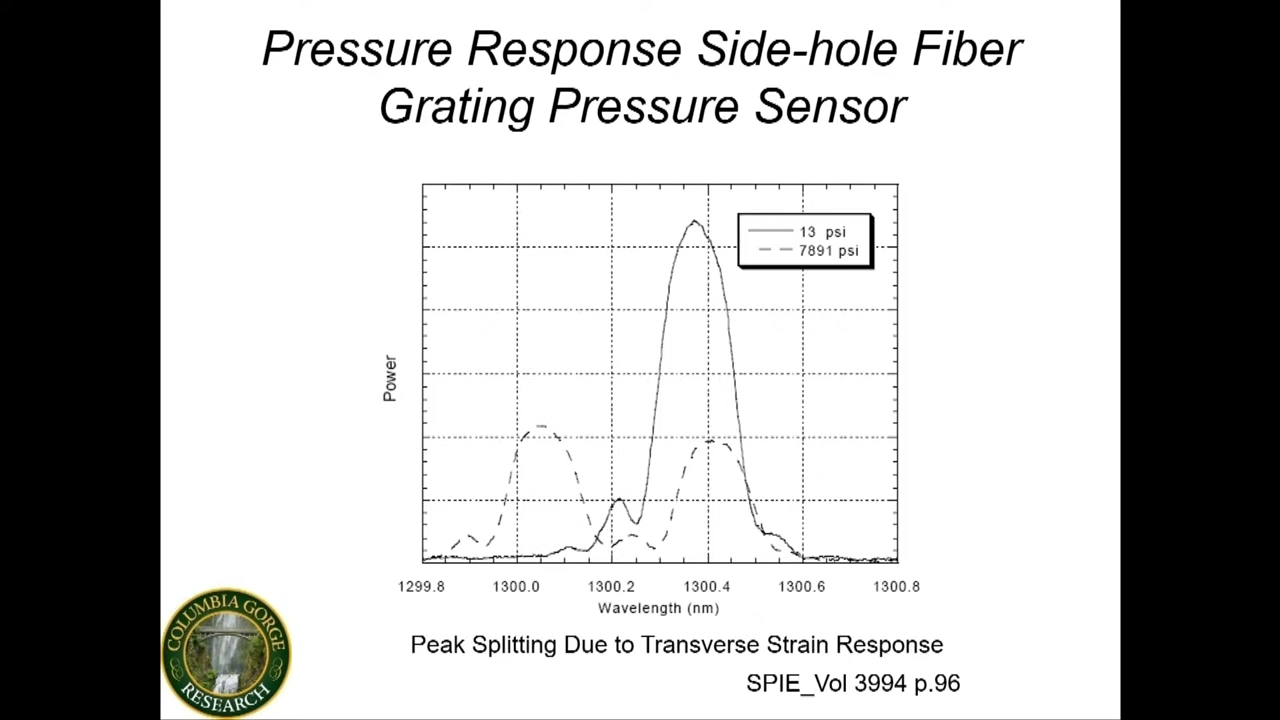 Pressure Response Side-hole Fiber
Grating Pressure Sensor
13 psi
7891 psi
Power
1299.8 1300.0 1300.2 1300.4 1300.6 1300.8
Wavelength (nm)
Peak Splitting Due to Transverse Strain Response
SPIE_Vol 3994 p.96
COLUMBIA GORGE
RESEARCH